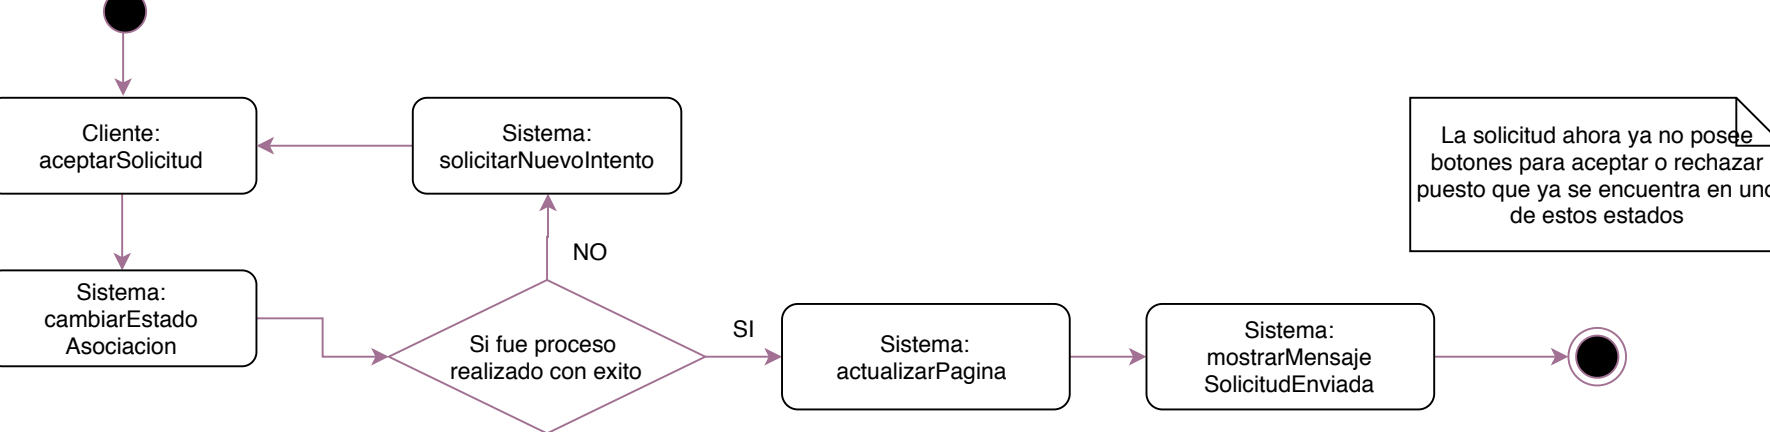 Cliente:
aceptarSolicitud
Sistema:
solicitarNuevoIntento
La solicitud ahora ya no posee
botones para aceptar o rechazar
puesto que ya se encuentra en uno
de estos estados
NO
Sistema:
cambiarEstado
Asociacion
Si fue proceso
realizado con exito
SI
Sistema:
actualizarPagina
Sistema:
mostrarMensaje
SolicitudEnviada